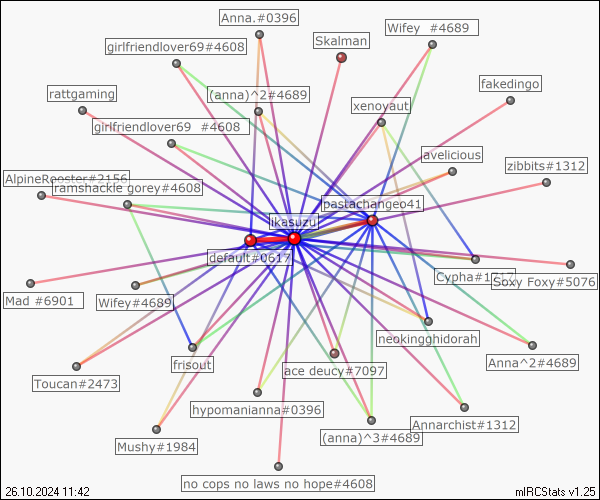 Anna.#0396
Wifey #4689
girlfriendlover69#4608
Skalman
fakedingo
rattgaming
(anna)^2#4689
xenoyaut
girlfriendlover69 #4608
avelicious
zibbits#1312
AlpineRooster#2156
ramshackle gorey#4608
pastachangeo41
ikasuzu
default#0617
Cypha#1717
Soxy Foxy#5076
Mad #6901
Wifey#4689
neokingghidorah
frisout
ace deucy#7097
Anna^2#4689
Toucan#2473
hypomanianna#0396
Annarchist#1312
Mushy#1984
(anna)^3#4689
no cops no laws no hope#4608
26.10.2024 11:42
mIRCStats v1.25